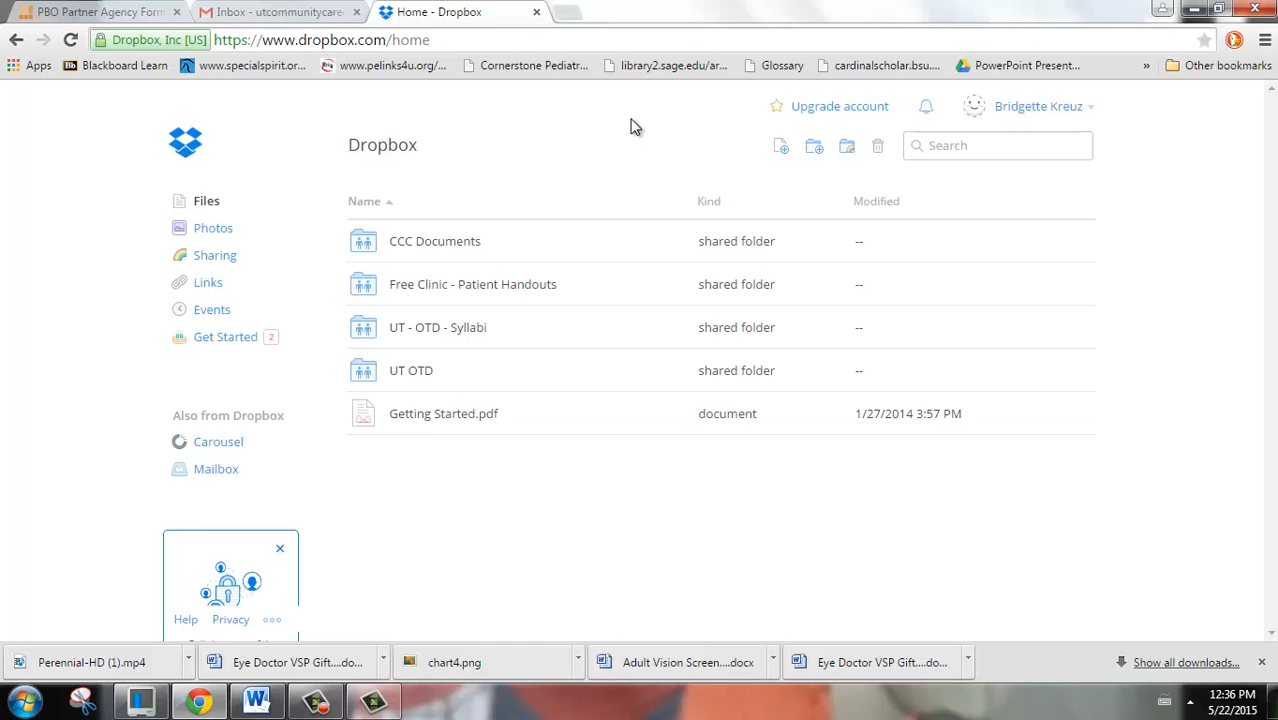 PBO Partner Agency Form
Inbox - utcommunitycare
Home - Dropbox
Dropbox, Inc [US]
https://www.dropbox.com/home
Apps
Blackboard Learn
www.specialspirit.or...
www.pelinks4u.org/...
Cornerstone Pediatr...
library2.sage.edu/ar...
Glossary
cardinalscholar.bsu....
PowerPoint Present...
»
Other bookmarks
Upgrade account
Bridgette Kreuz
Dropbox
Search
Files
Photos
Sharing
Links
Events
Get Started 2
Also from Dropbox
Carousel
Mailbox
Help Privacy
Name Kind Modified
CCC Documents shared folder --
Free Clinic - Patient Handouts shared folder --
UT - OTD - Syllabi shared folder --
UT OTD shared folder --
Getting Started.pdf document 1/27/2014 3:57 PM
Perennial-HD (1).mp4
Eye Doctor VSP Gift....do...
chart4.png
Adult Vision Screen....docx
Eye Doctor VSP Gift....do...
Show all downloads...
12:36 PM
5/22/2015